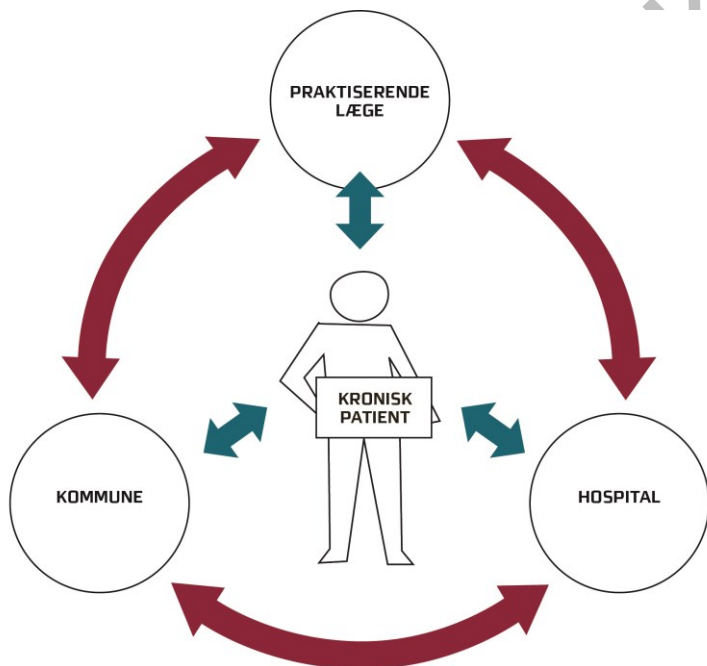 PRAKTISERENDE
LÆGE
KRONISK
PATIENT
KOMMUNE
HOSPITAL